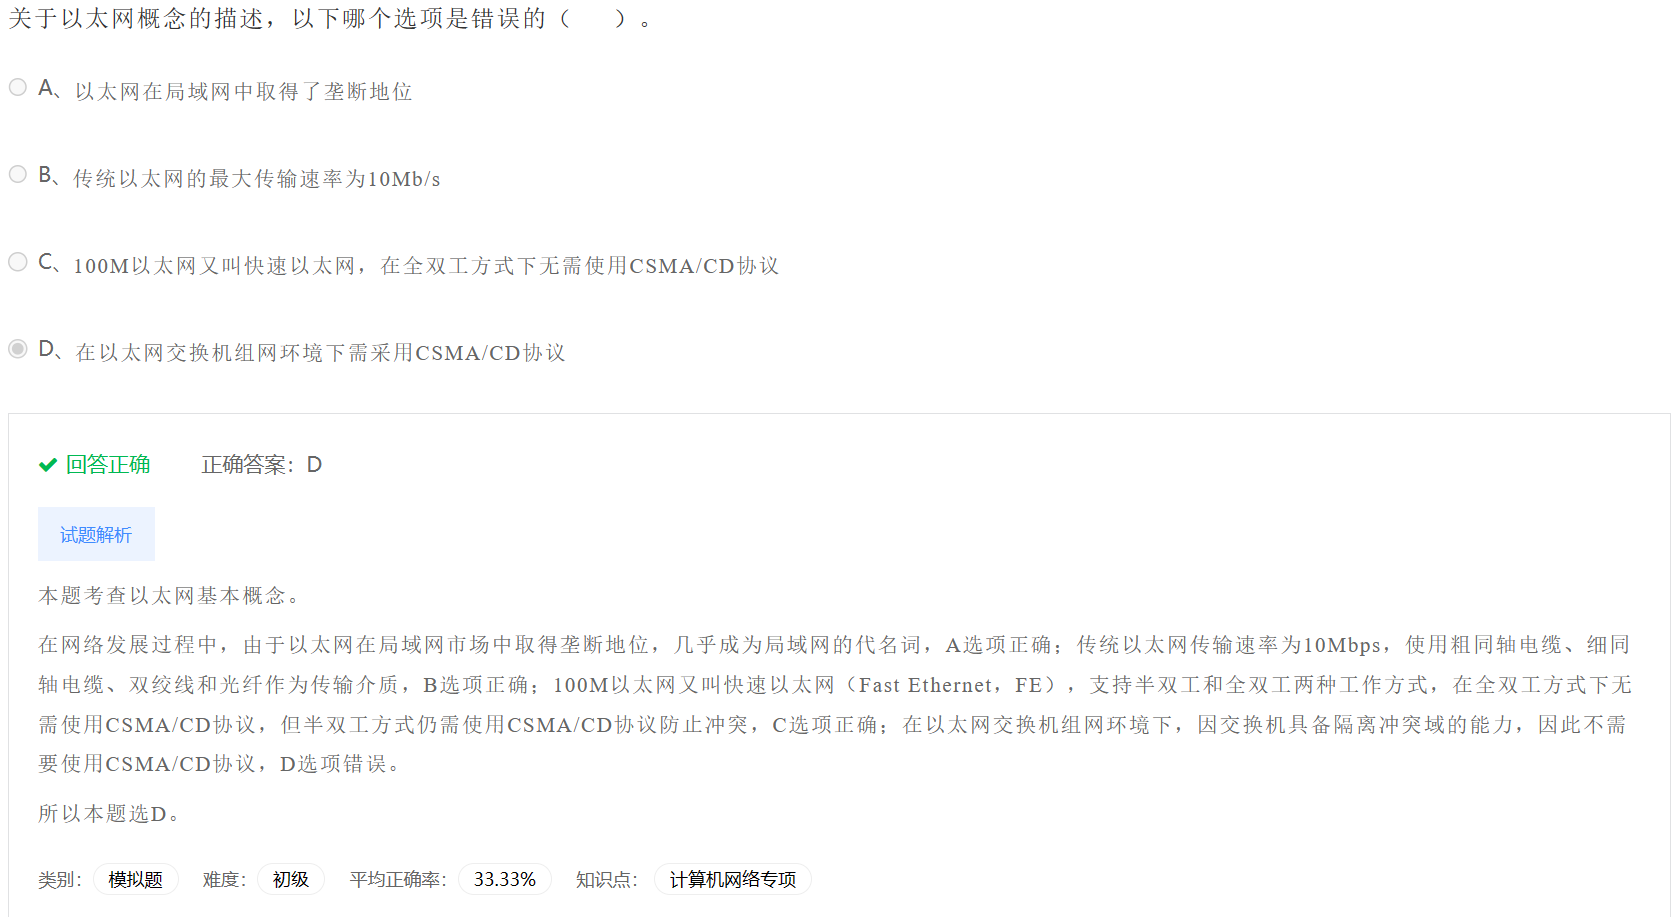 关于以太网概念的描述，以下哪个选项是错误的（　　）。
A、以太网在局域网中取得了垄断地位
B、传统以太网的最大传输速率为10Mb/s
C、100M以太网又叫快速以太网，在全双工方式下无需使用CSMA/CD协议
D、在以太网交换机组网环境下需采用CSMA/CD协议
回答正确　正确答案：D
试题解析
本题考查以太网基本概念。
在网络发展过程中，由于以太网在局域网市场中取得垄断地位，几乎成为局域网的代名词，A选项正确；传统以太网传输速率为10Mbps，使用粗同轴电缆、细同
轴电缆、双绞线和光纤作为传输介质，B选项正确；100M以太网又叫快速以太网（Fast Ethernet，FE），支持半双工和全双工两种工作方式，在全双工方式下无
需使用CSMA/CD协议，但半双工方式仍需使用CSMA/CD协议防止冲突，C选项正确；在以太网交换机组网环境下，因交换机具备隔离冲突域的能力，因此不需
要使用CSMA/CD协议，D选项错误。
所以本题选D。
类别：模拟题　难度：初级　平均正确率：33.33%　知识点：计算机网络专项